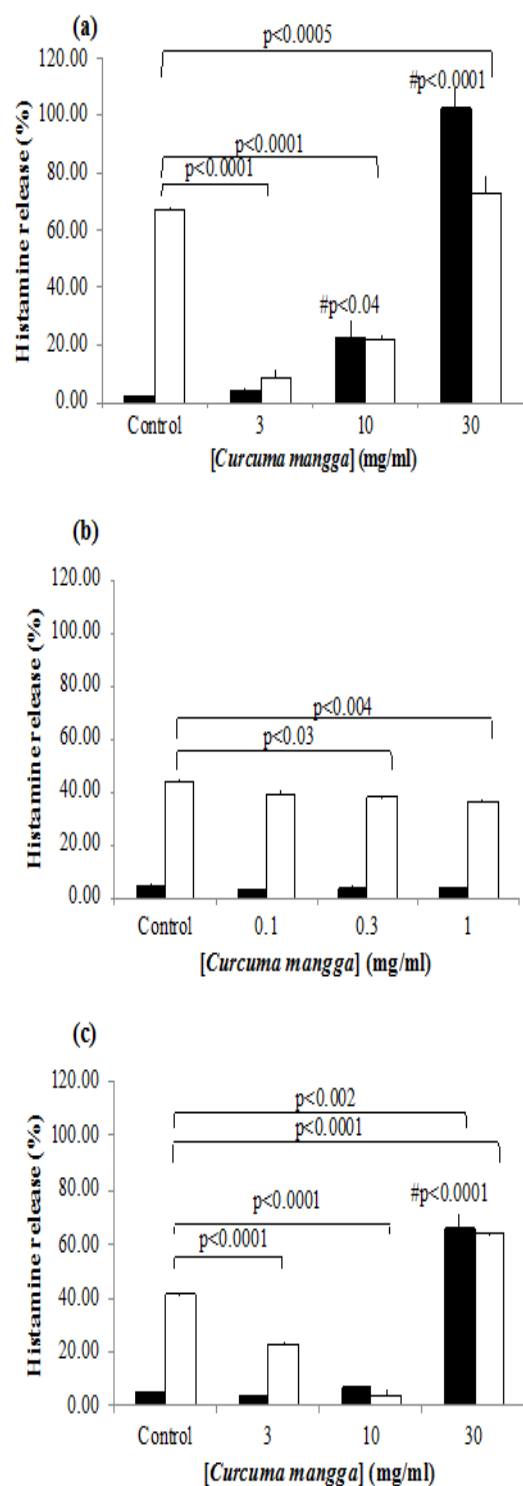 (a)
p<0.0005
120.00
#p<0.0001
100.00
p<0.0001
80.00
p<0.0001
60.00
40.00
#p<0.04
20.00
0.00
Histamine release (%)
Control 3 10 30
[Curcuma mangga] (mg/ml)
(b)
120.00
100.00
80.00
p<0.004
60.00
p<0.03
40.00
20.00
0.00
Histamine release (%)
Control 0.1 0.3 1
[Curcuma mangga] (mg/ml)
(c)
120.00
p<0.002
100.00
p<0.0001
80.00
p<0.0001
#p<0.0001
60.00
p<0.0001
40.00
20.00
0.00
Histamine release (%)
Control 3 10 30
[Curcuma mangga] (mg/ml)